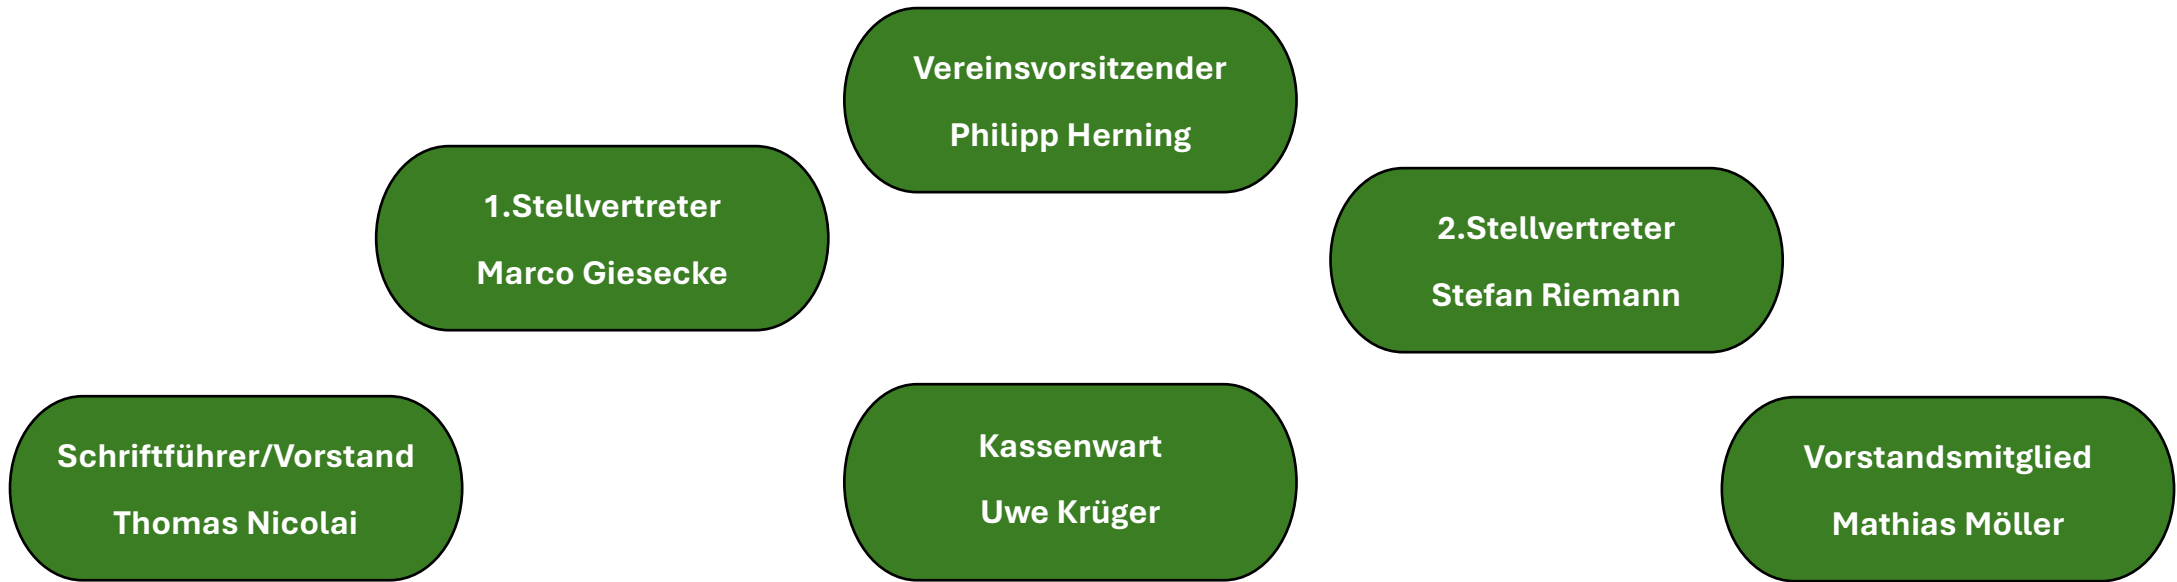 Vereinsvorsitzender
Philipp Herning
1.Stellvertreter
Marco Giesecke
2.Stellvertreter
Stefan Riemann
Schriftführer/Vorstand
Thomas Nicolai
Kassenwart
Uwe Krüger
Vorstandsmitglied
Mathias Möller